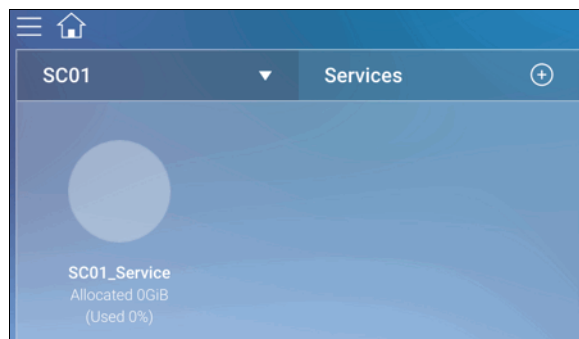 SC01
Services
SC01_Service
Allocated 0GiB
(Used 0%)